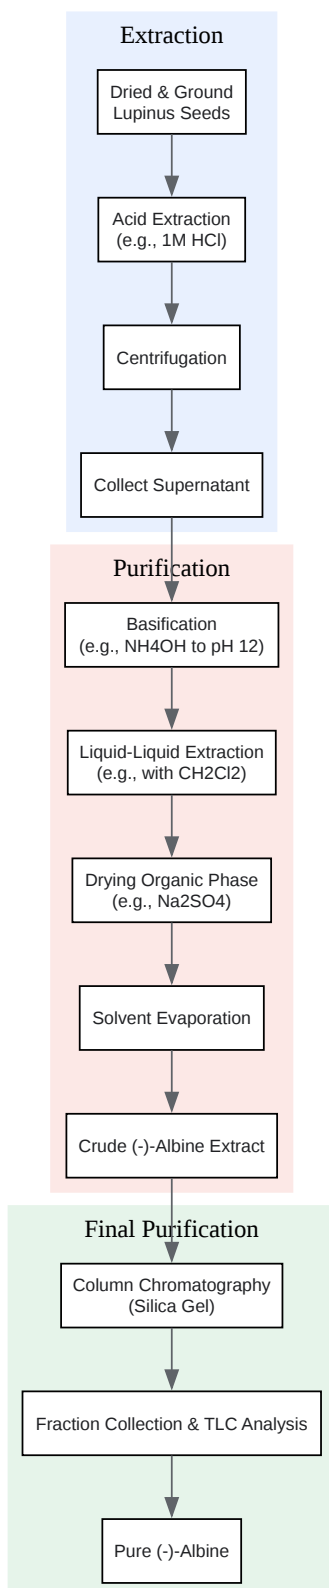 Extraction
Dried & Ground
Lupinus Seeds
Acid Extraction
(e.g., 1M HCl)
Centrifugation
Collect Supernatant
Purification
Basification
(e.g., NH4OH to pH 12)
Liquid-Liquid Extraction
(e.g., with CH2Cl2)
Drying Organic Phase
(e.g., Na2SO4)
Solvent Evaporation
Crude (-)-Albine Extract
Final Purification
Column Chromatography
(Silica Gel)
Fraction Collection & TLC Analysis
Pure (-)-Albine